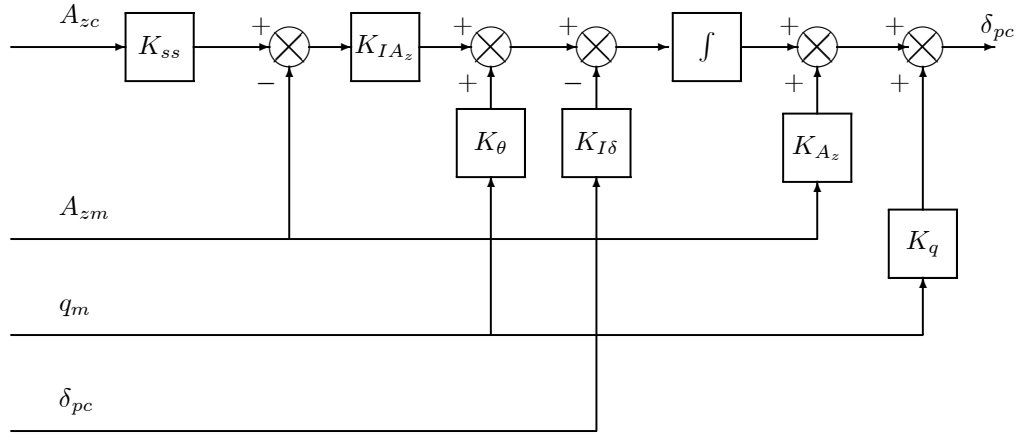 A_{zc}
δ_{pc}
+ + + + +
K_{ss} K_{IA_z} ∫
− + − + +
K_θ K_{Iδ} K_{A_z}
A_{zm}
K_q
q_m
δ_{pc}